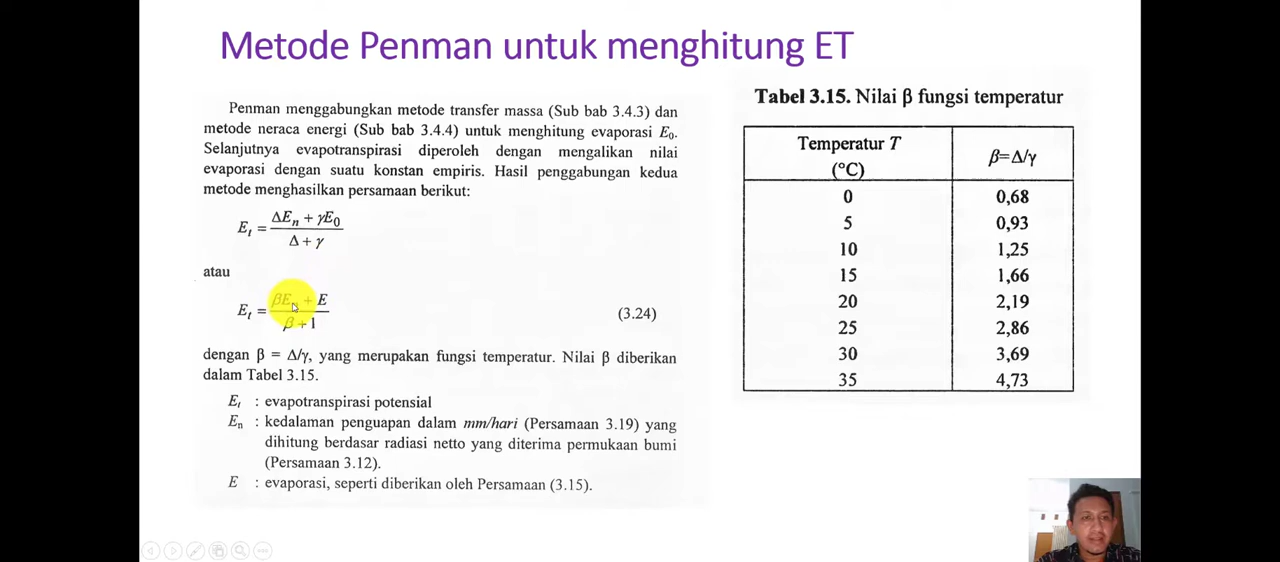 Metode Penman untuk menghitung ET
Penman menggabungkan metode transfer massa (Sub bab 3.4.3) dan
metode neraca energi (Sub bab 3.4.4) untuk menghitung evaporasi E₀.
Selanjutnya evapotranspirasi diperoleh dengan mengalikan nilai
evaporasi dengan suatu konstan empiris. Hasil penggabungan kedua
metode menghasilkan persamaan berikut:
Eₜ = (ΔEₙ + γE₀) / (Δ + γ)
atau
Eₜ = (βEₙ + E) / (β + 1) (3.24)
dengan β = Δ/γ, yang merupakan fungsi temperatur. Nilai β diberikan
dalam Tabel 3.15.
Eₜ : evapotranspirasi potensial
Eₙ : kedalaman penguapan dalam mm/hari (Persamaan 3.19) yang
dihitung berdasar radiasi netto yang diterima permukaan bumi
(Persamaan 3.12).
E : evaporasi, seperti diberikan oleh Persamaan (3.15).
Tabel 3.15. Nilai β fungsi temperatur
Temperatur T
(°C)
β=Δ/γ
0 0,68
5 0,93
10 1,25
15 1,66
20 2,19
25 2,86
30 3,69
35 4,73